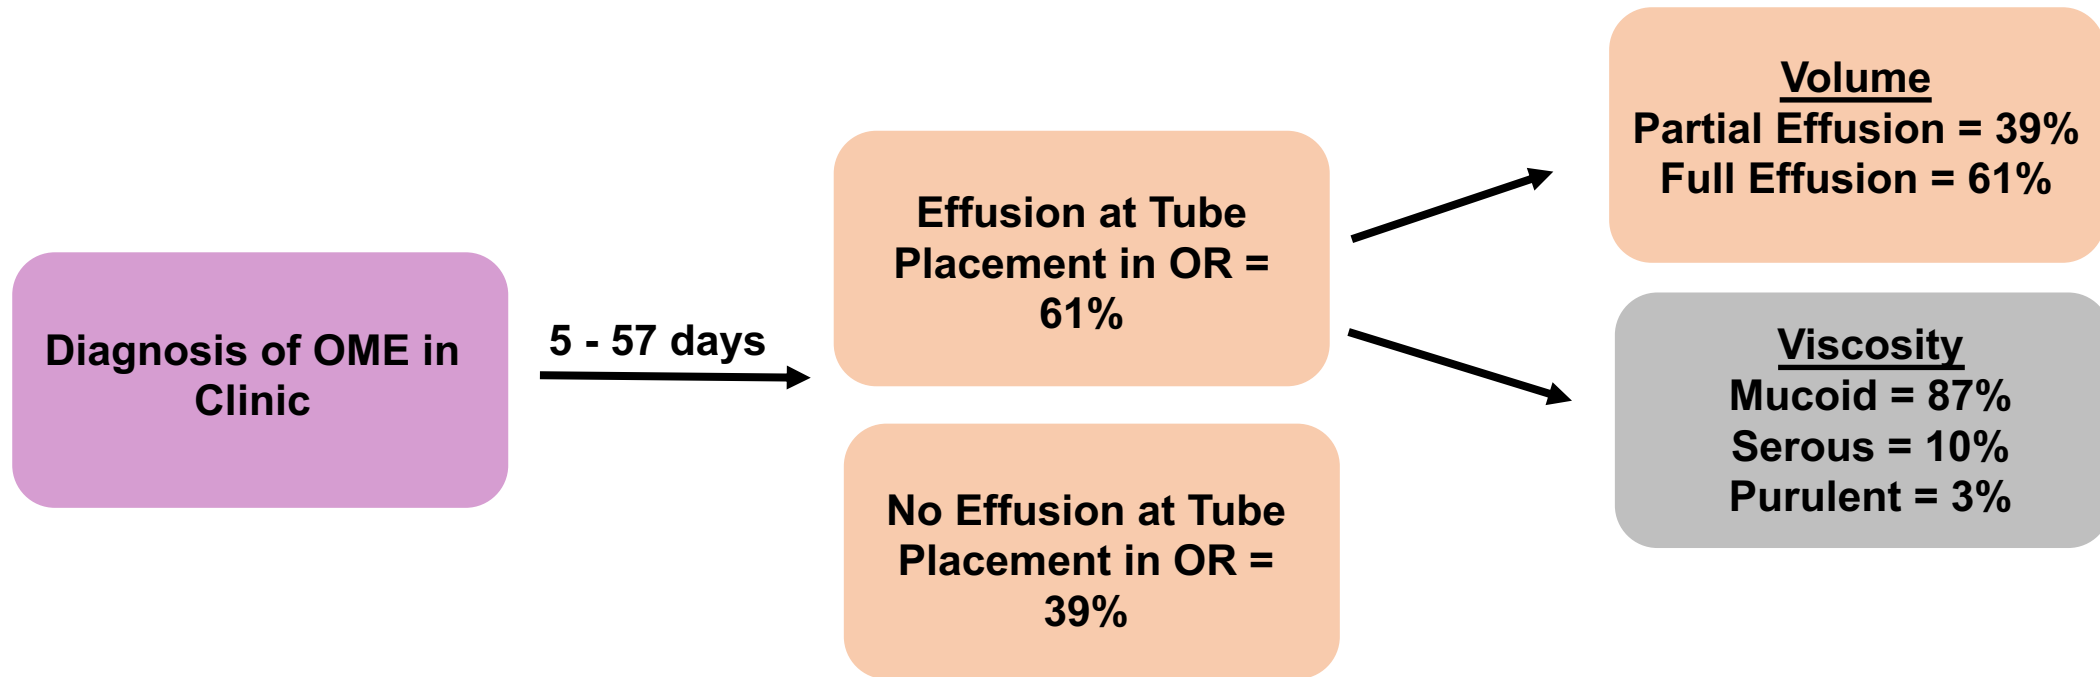 Diagnosis of OME in
Clinic
5 - 57 days
Effusion at Tube
Placement in OR =
61%
No Effusion at Tube
Placement in OR =
39%
Volume
Partial Effusion = 39%
Full Effusion = 61%
Viscosity
Mucoid = 87%
Serous = 10%
Purulent = 3%